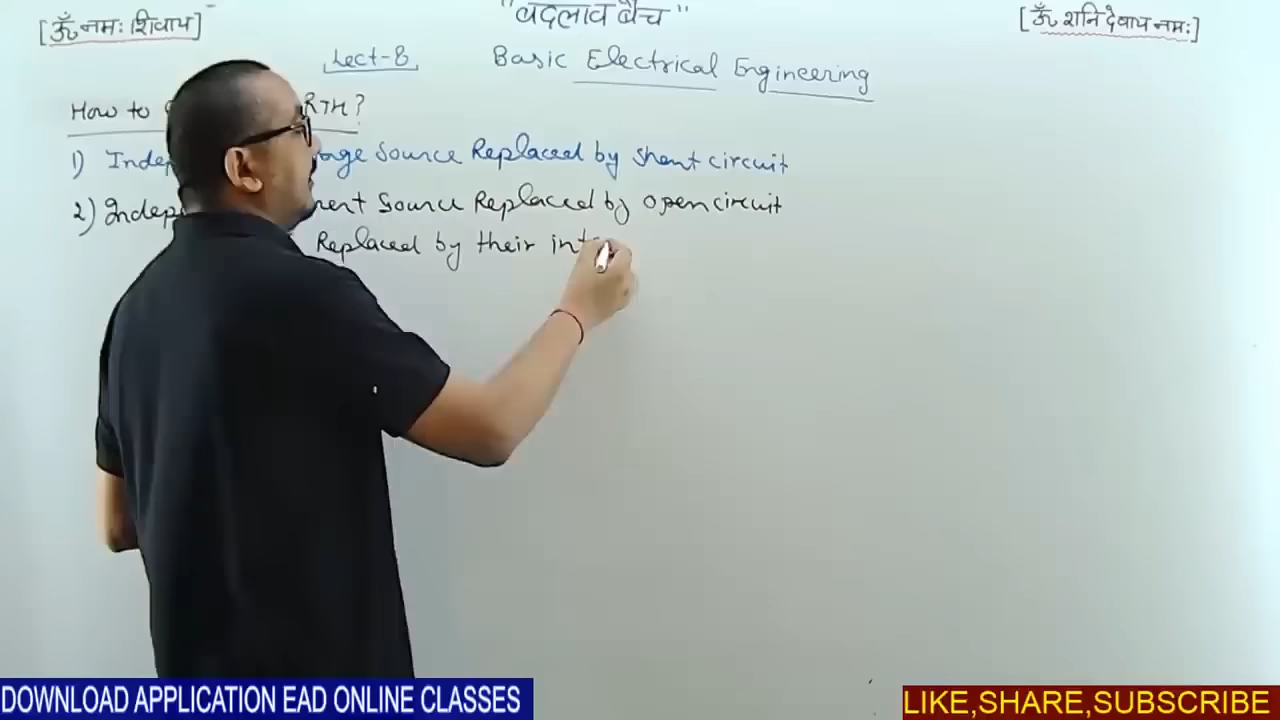 "बदलाव बैच"
[ॐ नमः शिवाय]
[ॐ शनि देवाय नमः]
Lect-8 Basic Electrical Engineering
How to RTH?
1) Indep age Source Replaced by short circuit
2) Indep rent Source Replaced by open circuit
Replaced by their int
DOWNLOAD APPLICATION EAD ONLINE CLASSES
LIKE,SHARE,SUBSCRIBE